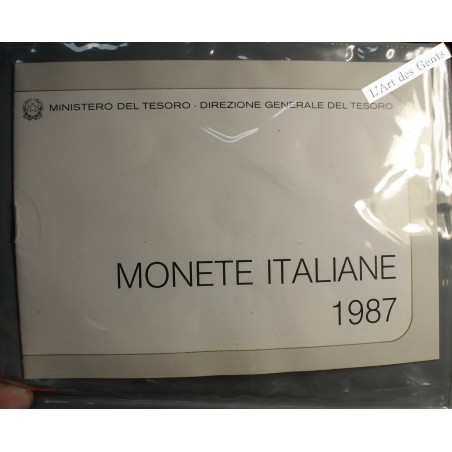 L'Art des Gents
MINISTERO DEL TESORO - DIREZIONE GENERALE DEL TESORO
MONETE ITALIANE
1987